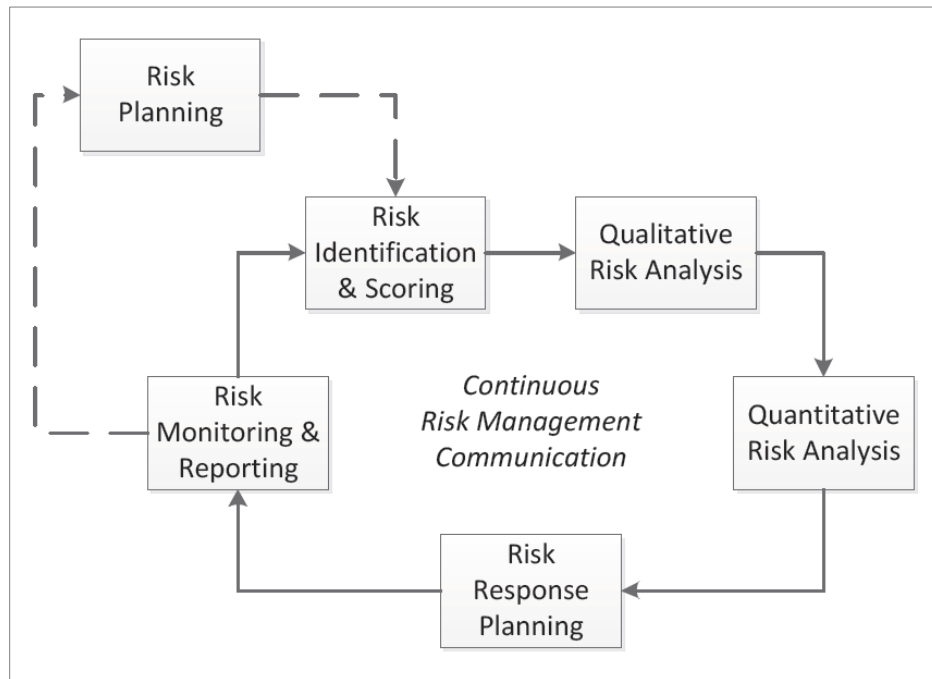 Risk
Planning
Risk
Identification
& Scoring
Qualitative
Risk Analysis
Quantitative
Risk Analysis
Risk
Response
Planning
Risk
Monitoring &
Reporting
Continuous
Risk Management
Communication